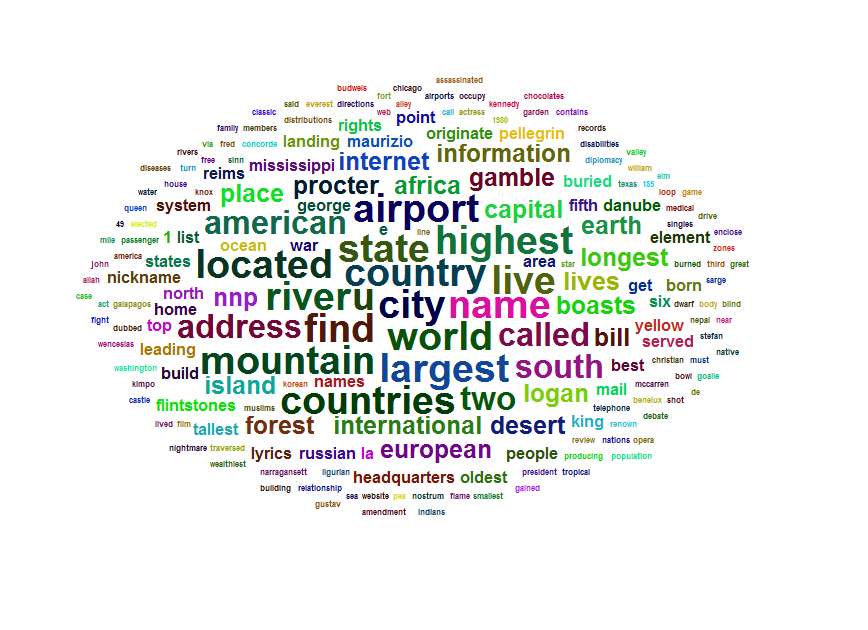 assassinated
budweis chicago
fort airports occupy chocolates
classic said everest directions web alley kennedy
distributions point call actress garden contains
family members rights 1980 records
rivers via fred concorde landing maurizio originate pellegrin disabilities
free sinn internet information diplomacy valley
diseases turn reims mississippi william
house procter africa gamble buried texas 185 elm
water knox place loop game
queen system george airport capital fifth danube medical
49 elected american e line highest earth singles drive
mile passenger 1 list ocean war state element enclose
america located country area longest zones
john states live star burned third great
allah nickname lives get born sarge
case north nnp riveru city name boasts six dwarf body blind
act galapagos home
fight dubbed top address find world called bill yellow nepal near
wencesias leading served stefan
washington build mountain largest south best christian must native
kimpo island korean names bowl goalie
castle flintstones countries two logan mail mccarren benelux shot de
muslims telephone debate
lived film tallest forest international desert king renown
nightmare traversed review nations opera
wealthiest lyrics russian la european people producing population
narragansett ligurian headquarters oldest president tropical
building relationship sea website pea nostrum flame smallest gained
gustav amendment indians